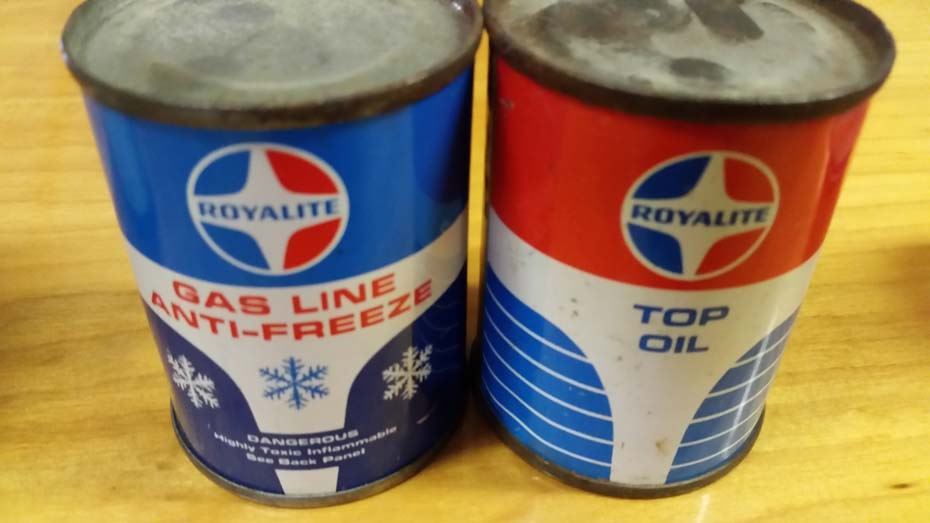 ROYALITE
GAS LINE
ANTI-FREEZE
DANGEROUS
Highly Toxic Inflammable
See Back Panel
ROYALITE
TOP
OIL